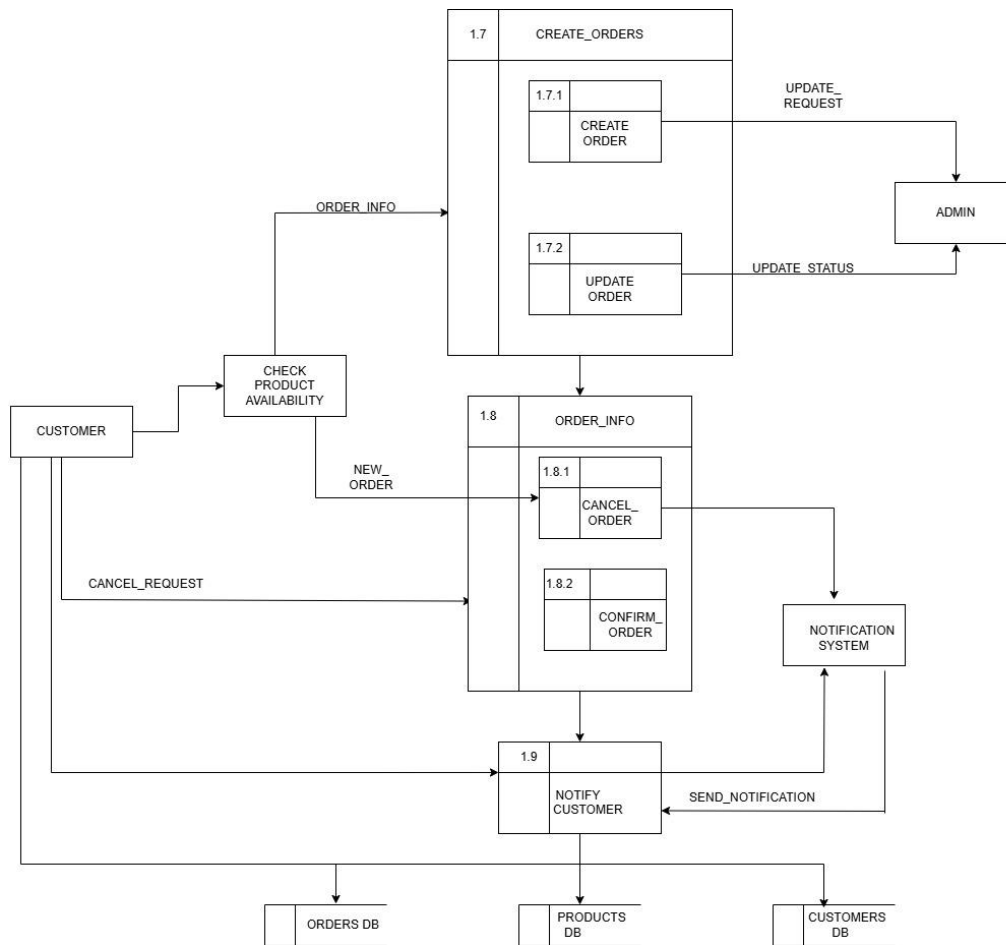 1.7
CREATE_ORDERS
1.7.1
CREATE
ORDER
UPDATE_
REQUEST
ADMIN
ORDER_INFO
1.7.2
UPDATE
ORDER
UPDATE_STATUS
CHECK
PRODUCT
AVAILABILITY
CUSTOMER
1.8
ORDER_INFO
NEW_
ORDER
1.8.1
CANCEL_
ORDER
CANCEL_REQUEST
1.8.2
CONFIRM_
ORDER
NOTIFICATION
SYSTEM
1.9
NOTIFY
CUSTOMER
SEND_NOTIFICATION
ORDERS DB
PRODUCTS
DB
CUSTOMERS
DB